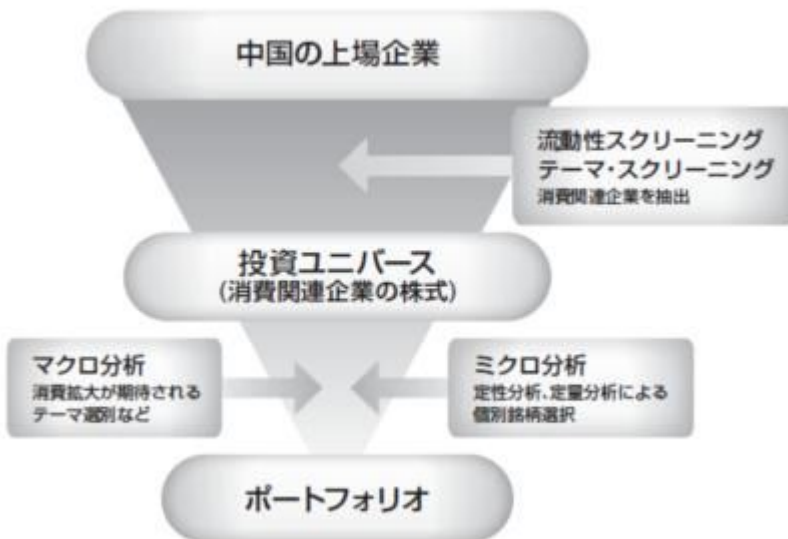 中国の上場企業
流動性スクリーニング
テーマ・スクリーニング
消費関連企業を抽出
投資ユニバース
(消費関連企業の株式)
マクロ分析
消費拡大が期待される
テーマ選別など
ミクロ分析
定性分析、定量分析による
個別銘柄選択
ポートフォリオ